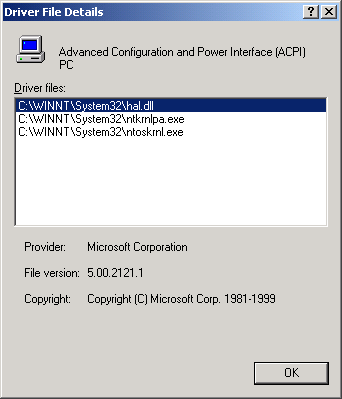 Driver File Details
Advanced Configuration and Power Interface (ACPI)
PC
Driver files:
C:\WINNT\System32\hal.dll
C:\WINNT\System32\ntkrnlpa.exe
C:\WINNT\System32\ntoskrnl.exe
Provider: Microsoft Corporation
File version: 5.00.2121.1
Copyright: Copyright (C) Microsoft Corp. 1981-1999
OK